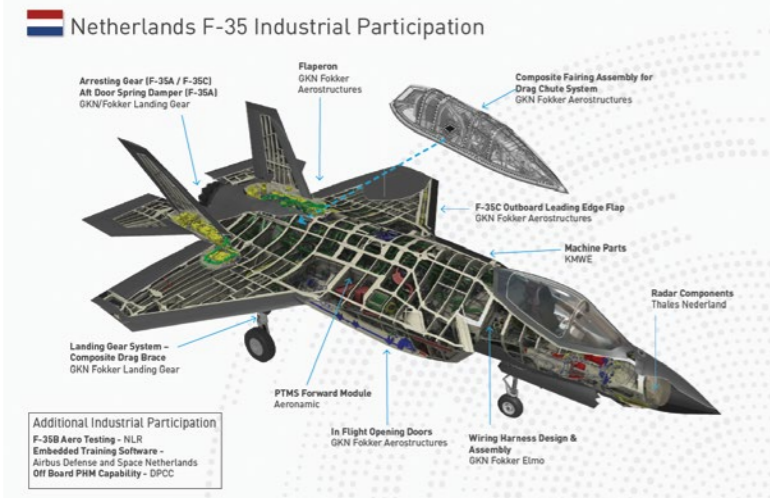 Netherlands F-35 Industrial Participation
Arresting Gear (F-35A / F-35C)
Aft Door Spring Damper (F-35A)
GKN/Fokker Landing Gear
Flaperon
GKN Fokker
Aerostructures
Composite Fairing Assembly for
Drag Chute System
GKN Fokker Aerostructures
F-35C Outboard Leading Edge Flap
GKN Fokker Aerostructures
Machine Parts
KMWE
Radar Components
Thales Nederland
Landing Gear System –
Composite Drag Brace
GKN Fokker Landing Gear
PTMS Forward Module
Aeronamic
In Flight Opening Doors
GKN Fokker Aerostructures
Wiring Harness Design &
Assembly
GKN Fokker Elmo
Additional Industrial Participation
F-35B Aero Testing - NLR
Embedded Training Software -
Airbus Defense and Space Netherlands
Off Board PHM Capability - DPCC